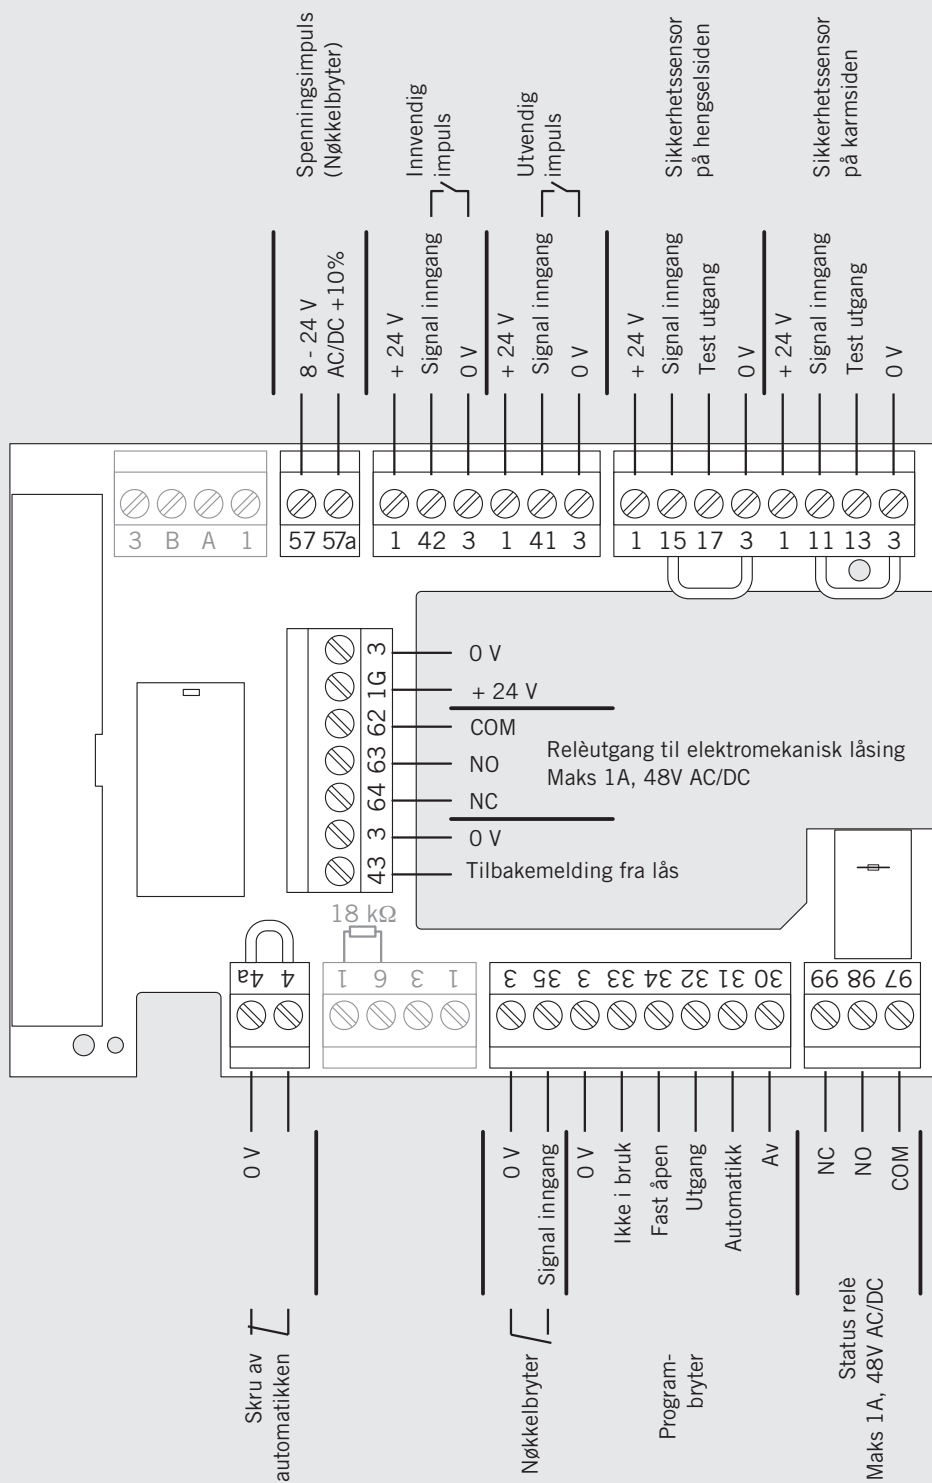 Spenningsimpuls
(Nøkkelbryter)
Innvendig
impuls
Utvendig
impuls
Sikkerhetssensor
på hengselsiden
Sikkerhetssensor
på karmsiden
8 - 24 V
AC/DC +10%
+ 24 V
Signal inngang
0 V
+ 24 V
Signal inngang
0 V
+ 24 V
Signal inngang
Test utgang
0 V
+ 24 V
Signal inngang
Test utgang
0 V
3 B A 1
57 57a
1 42 3 1 41 3
1 15 17 3 1 11 13 3
3 0 V
1G + 24 V
62 COM
63 NO
64 NC
3 0 V
43 Tilbakemelding fra lås
Relèutgang til elektromekanisk låsing
Maks 1A, 48V AC/DC
18 kΩ
4a 4
1 6 3 1
3 35 3 33 34 32 31 30
99 98 97
0 V
0 V
Signal inngang
0 V
Ikke i bruk
Fast åpen
Utgang
Automatikk
Av
NC
NO
COM
Skru av
automatikken
Nøkkelbryter
Program-
bryter
Status relè
Maks 1A, 48V AC/DC